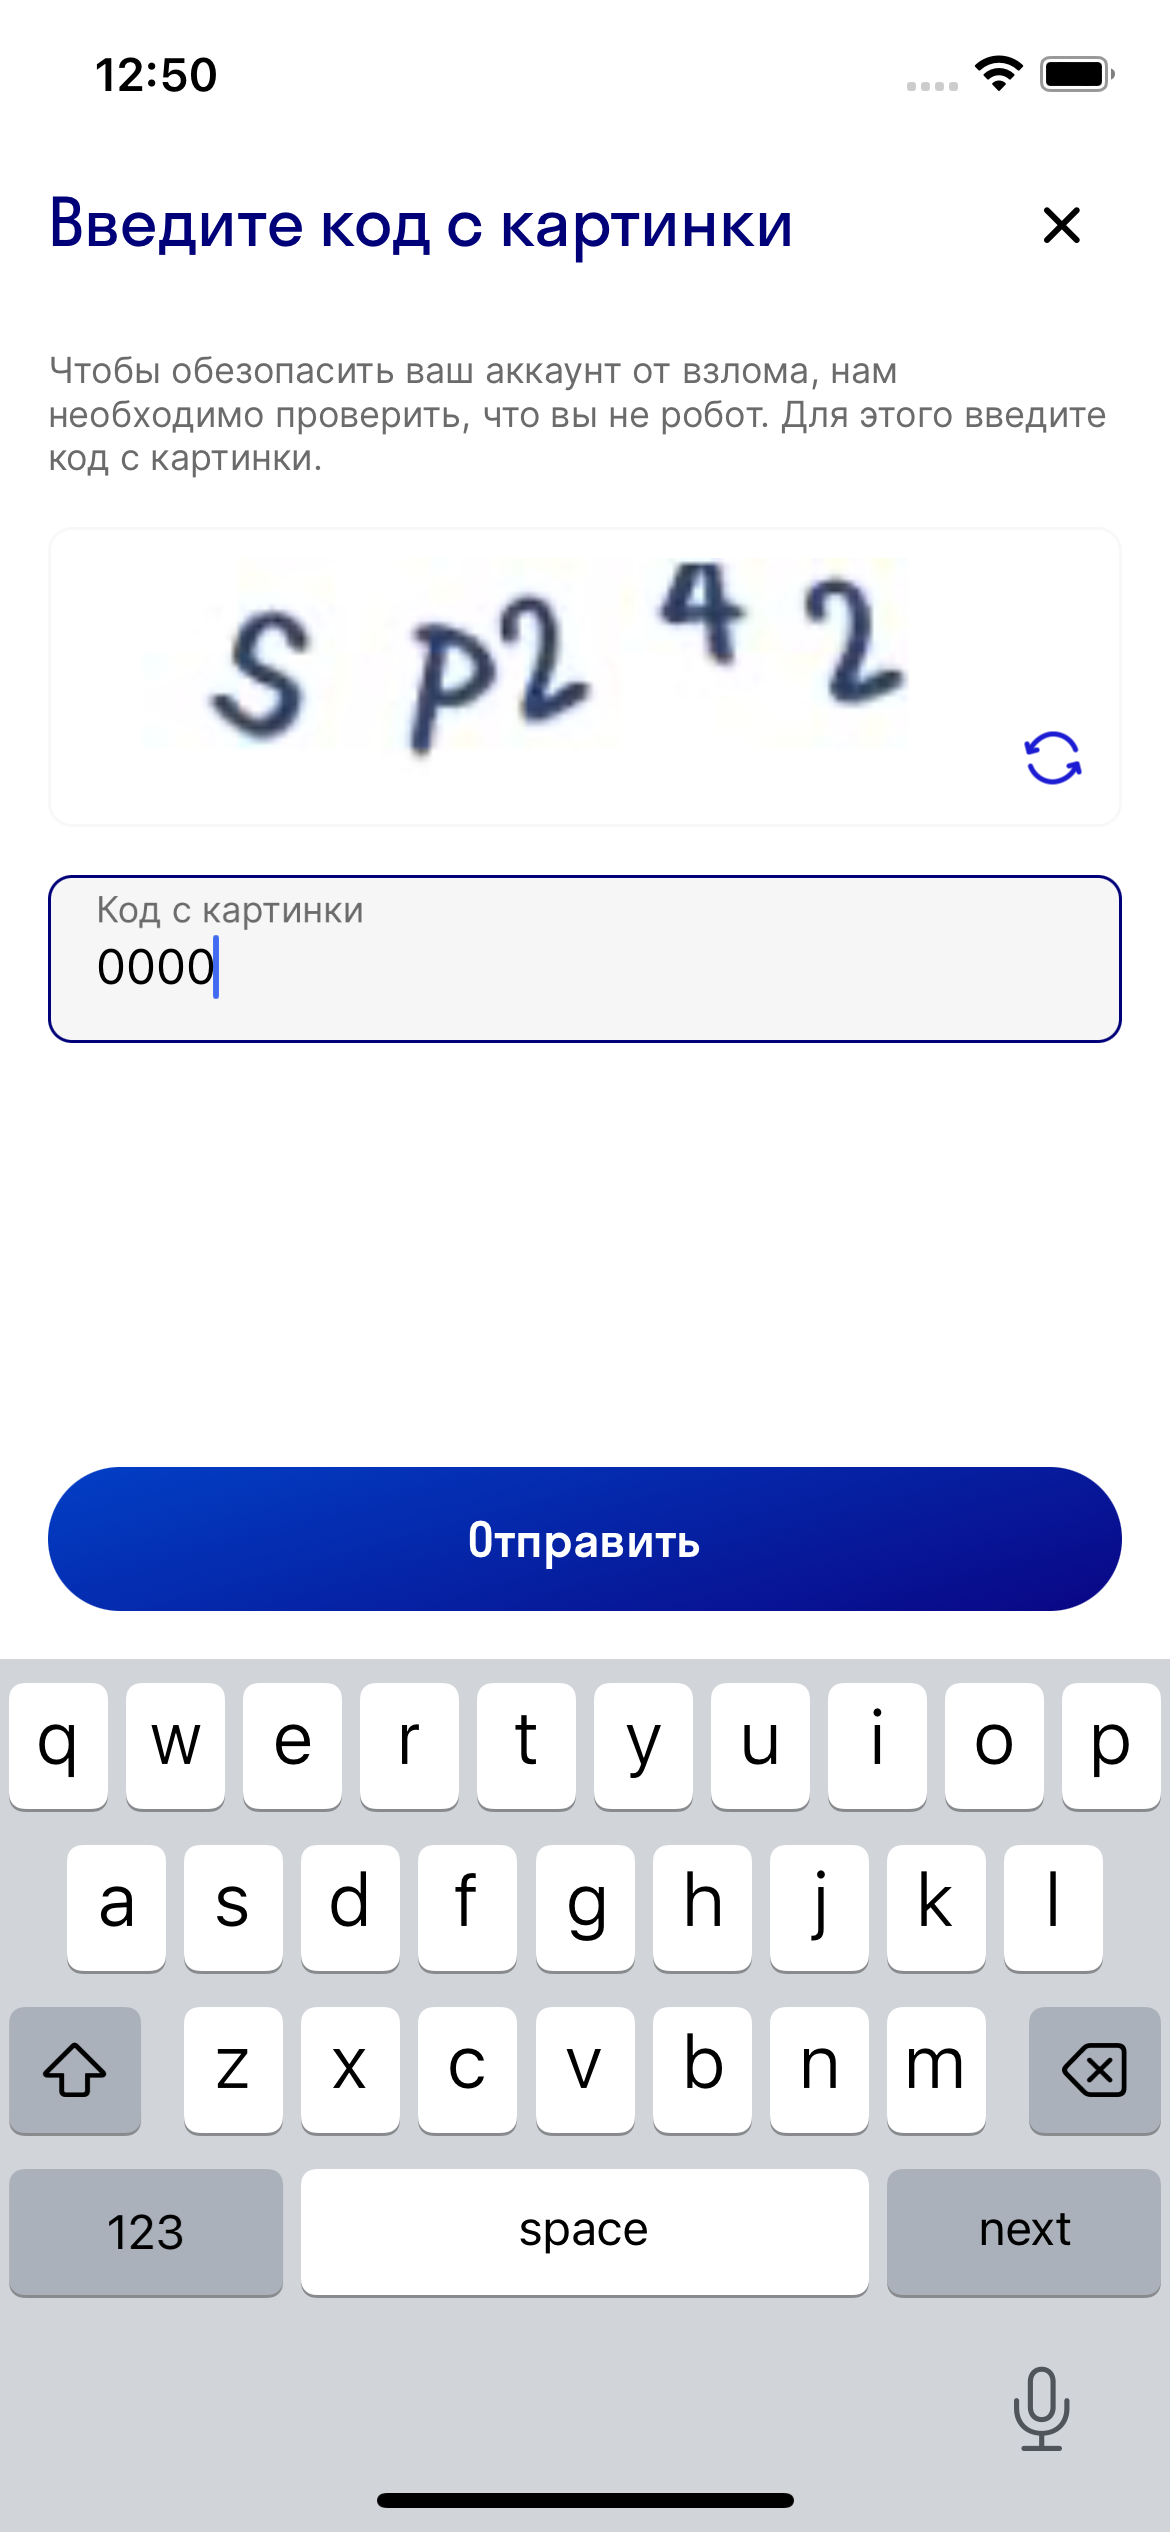 12:50
Введите код с картинки
Чтобы обезопасить ваш аккаунт от взлома, нам
необходимо проверить, что вы не робот. Для этого введите
код с картинки.
S p 2 4 2
Код с картинки
0000
Отправить
q w e r t y u i o p
a s d f g h j k l
z x c v b n m
123 space next